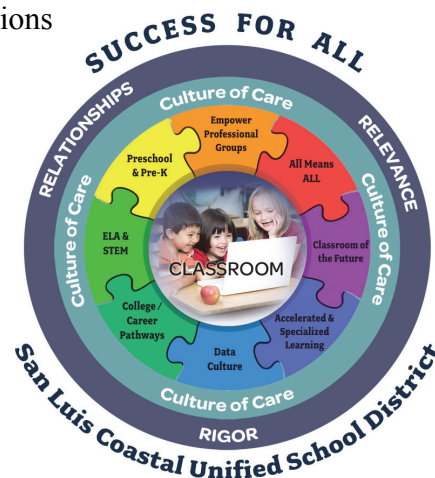 ions
SUCCESS FOR ALL
RELATIONSHIPS
RELEVANCE
RIGOR
Culture of Care
Culture of Care
Culture of Care
Culture of Care
Empower
Professional
Groups
All Means
ALL
Classroom of
the Future
Accelerated &
Specialized
Learning
Data
Culture
College /
Career
Pathways
ELA &
STEM
Preschool
& Pre-K
CLASSROOM
San Luis Coastal Unified School District